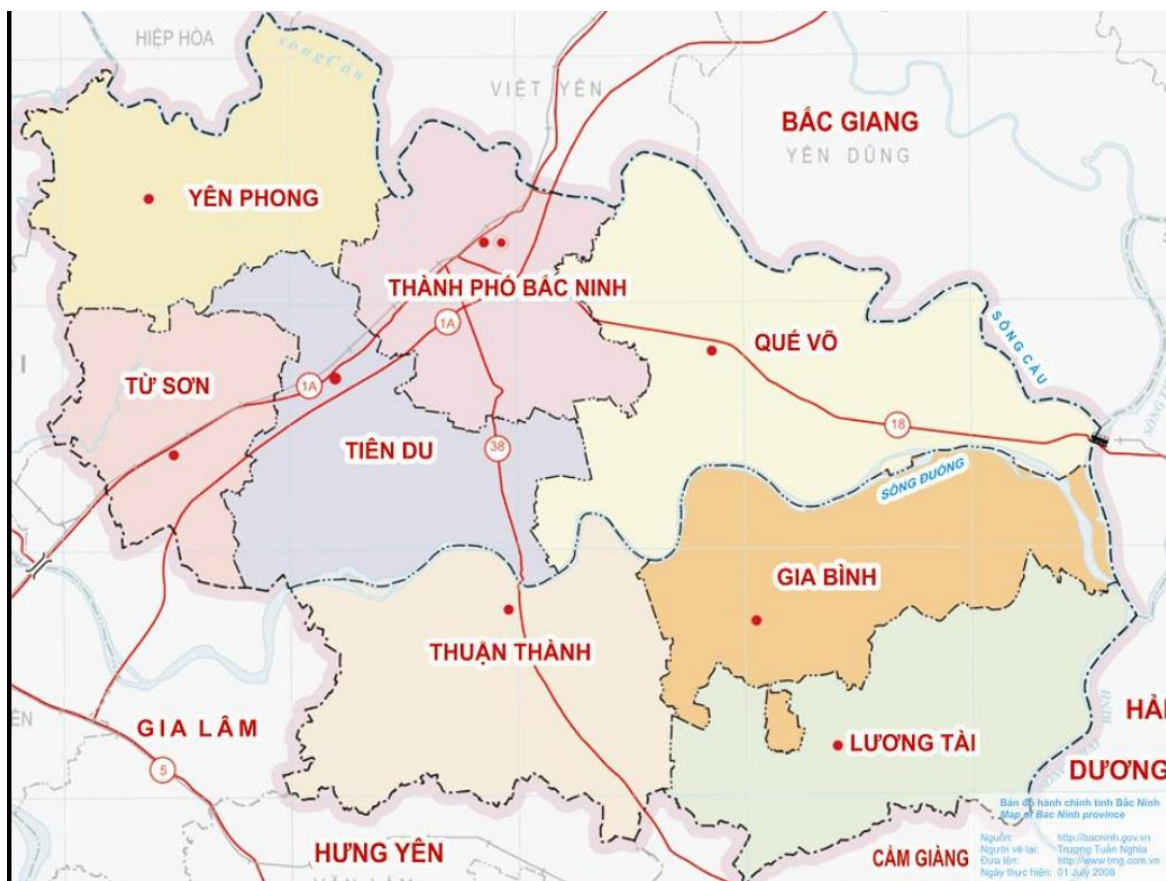 HIỆP HÒA
sông Cầu
VIỆT YÊN
BẮC GIANG
YÊN DŨNG
YÊN PHONG
THÀNH PHỐ BẮC NINH
1A
SÔNG CẦU
QUÉ VÕ
TỪ SƠN
1A
TIÊN DU
38
18
SÔNG ĐUỐNG
GIA BÌNH
THUẬN THÀNH
GIA LÂM
5
LƯƠNG TÀI
HẢI
DƯƠNG
HƯNG YÊN
CẨM GIÀNG
Bản đồ hành chính tỉnh Bắc Ninh
Map of Bac Ninh province
Nguồn: http://bacninh.gov.vn
Người vẽ lại: Trương Tuấn Nghĩa
Đưa lên: http://www.tmg.com.vn
Ngày thực hiện: 01 July 2008